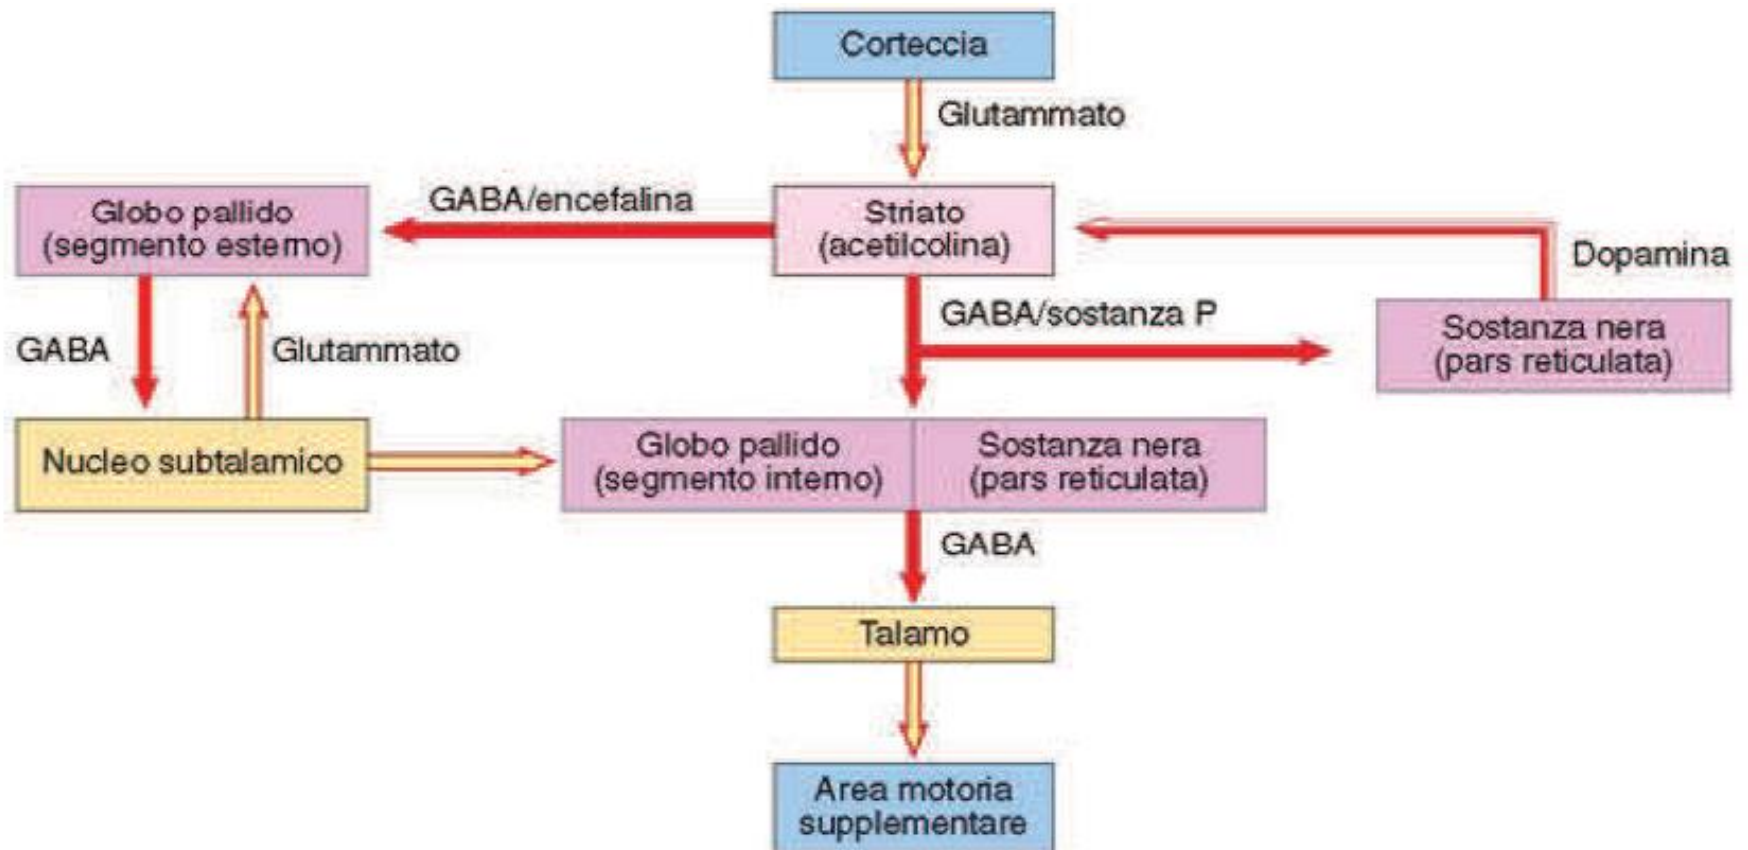 Corteccia
Glutammato
GABA/encefalina
Globo pallido
(segmento esterno)
Striato
(acetilcolina)
Dopamina
GABA/sostanza P
Sostanza nera
(pars reticulata)
GABA
Glutammato
Nucleo subtalamico
Globo pallido
(segmento interno)
Sostanza nera
(pars reticulata)
GABA
Talamo
Area motoria
supplementare